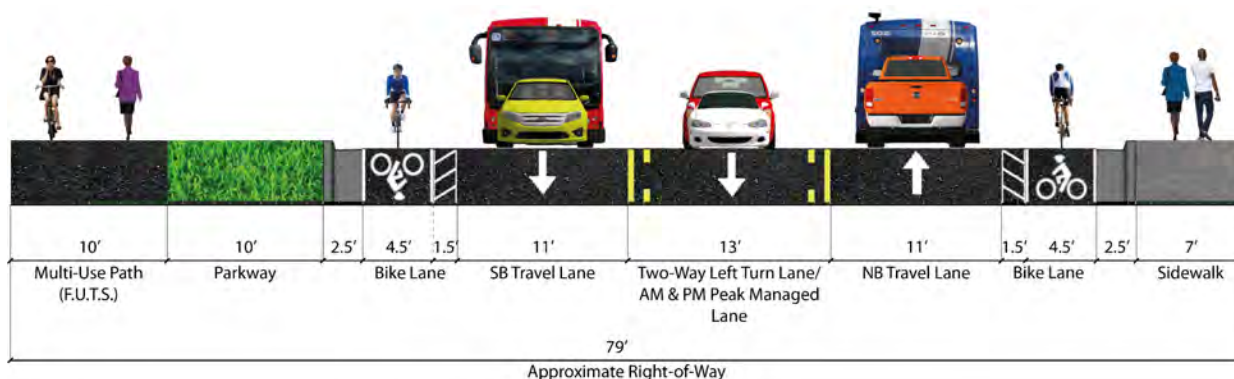 10’ 10’ 2.5’ 4.5’ 1.5’ 11’ 13’ 11’ 1.5’ 4.5’ 2.5’ 7’
Multi-Use Path
(F.U.T.S.)
Parkway
Bike Lane
SB Travel Lane
Two-Way Left Turn Lane/
AM & PM Peak Managed
Lane
NB Travel Lane
Bike Lane
Sidewalk
79’
Approximate Right-of-Way